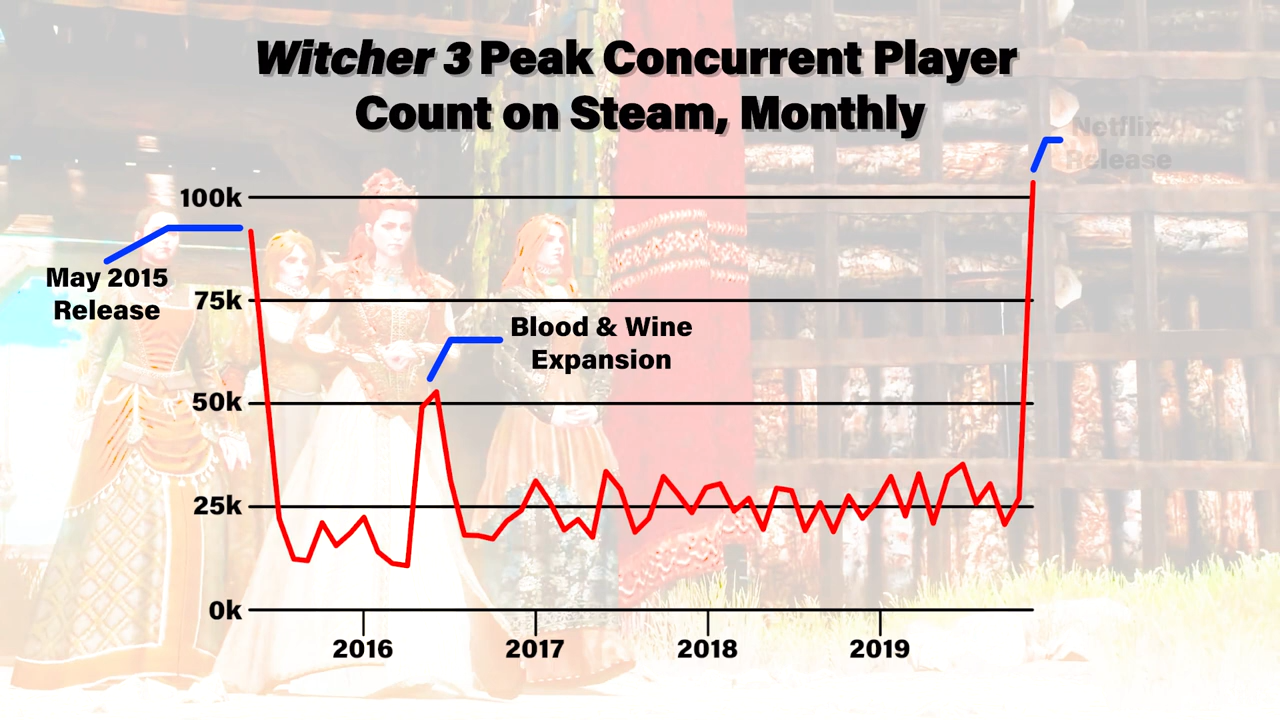 Witcher 3 Peak Concurrent Player
Count on Steam, Monthly
Netflix
Release
100k
May 2015
Release
75k
Blood & Wine
Expansion
50k
25k
0k
2016
2017
2018
2019